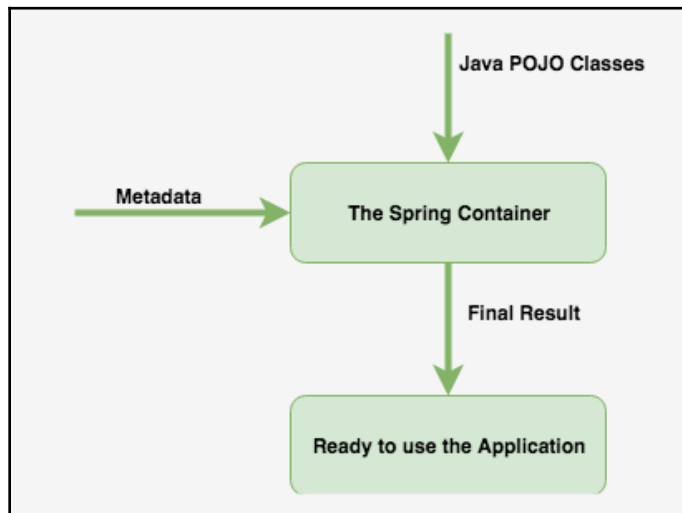 Java POJO Classes
Metadata
The Spring Container
Final Result
Ready to use the Application